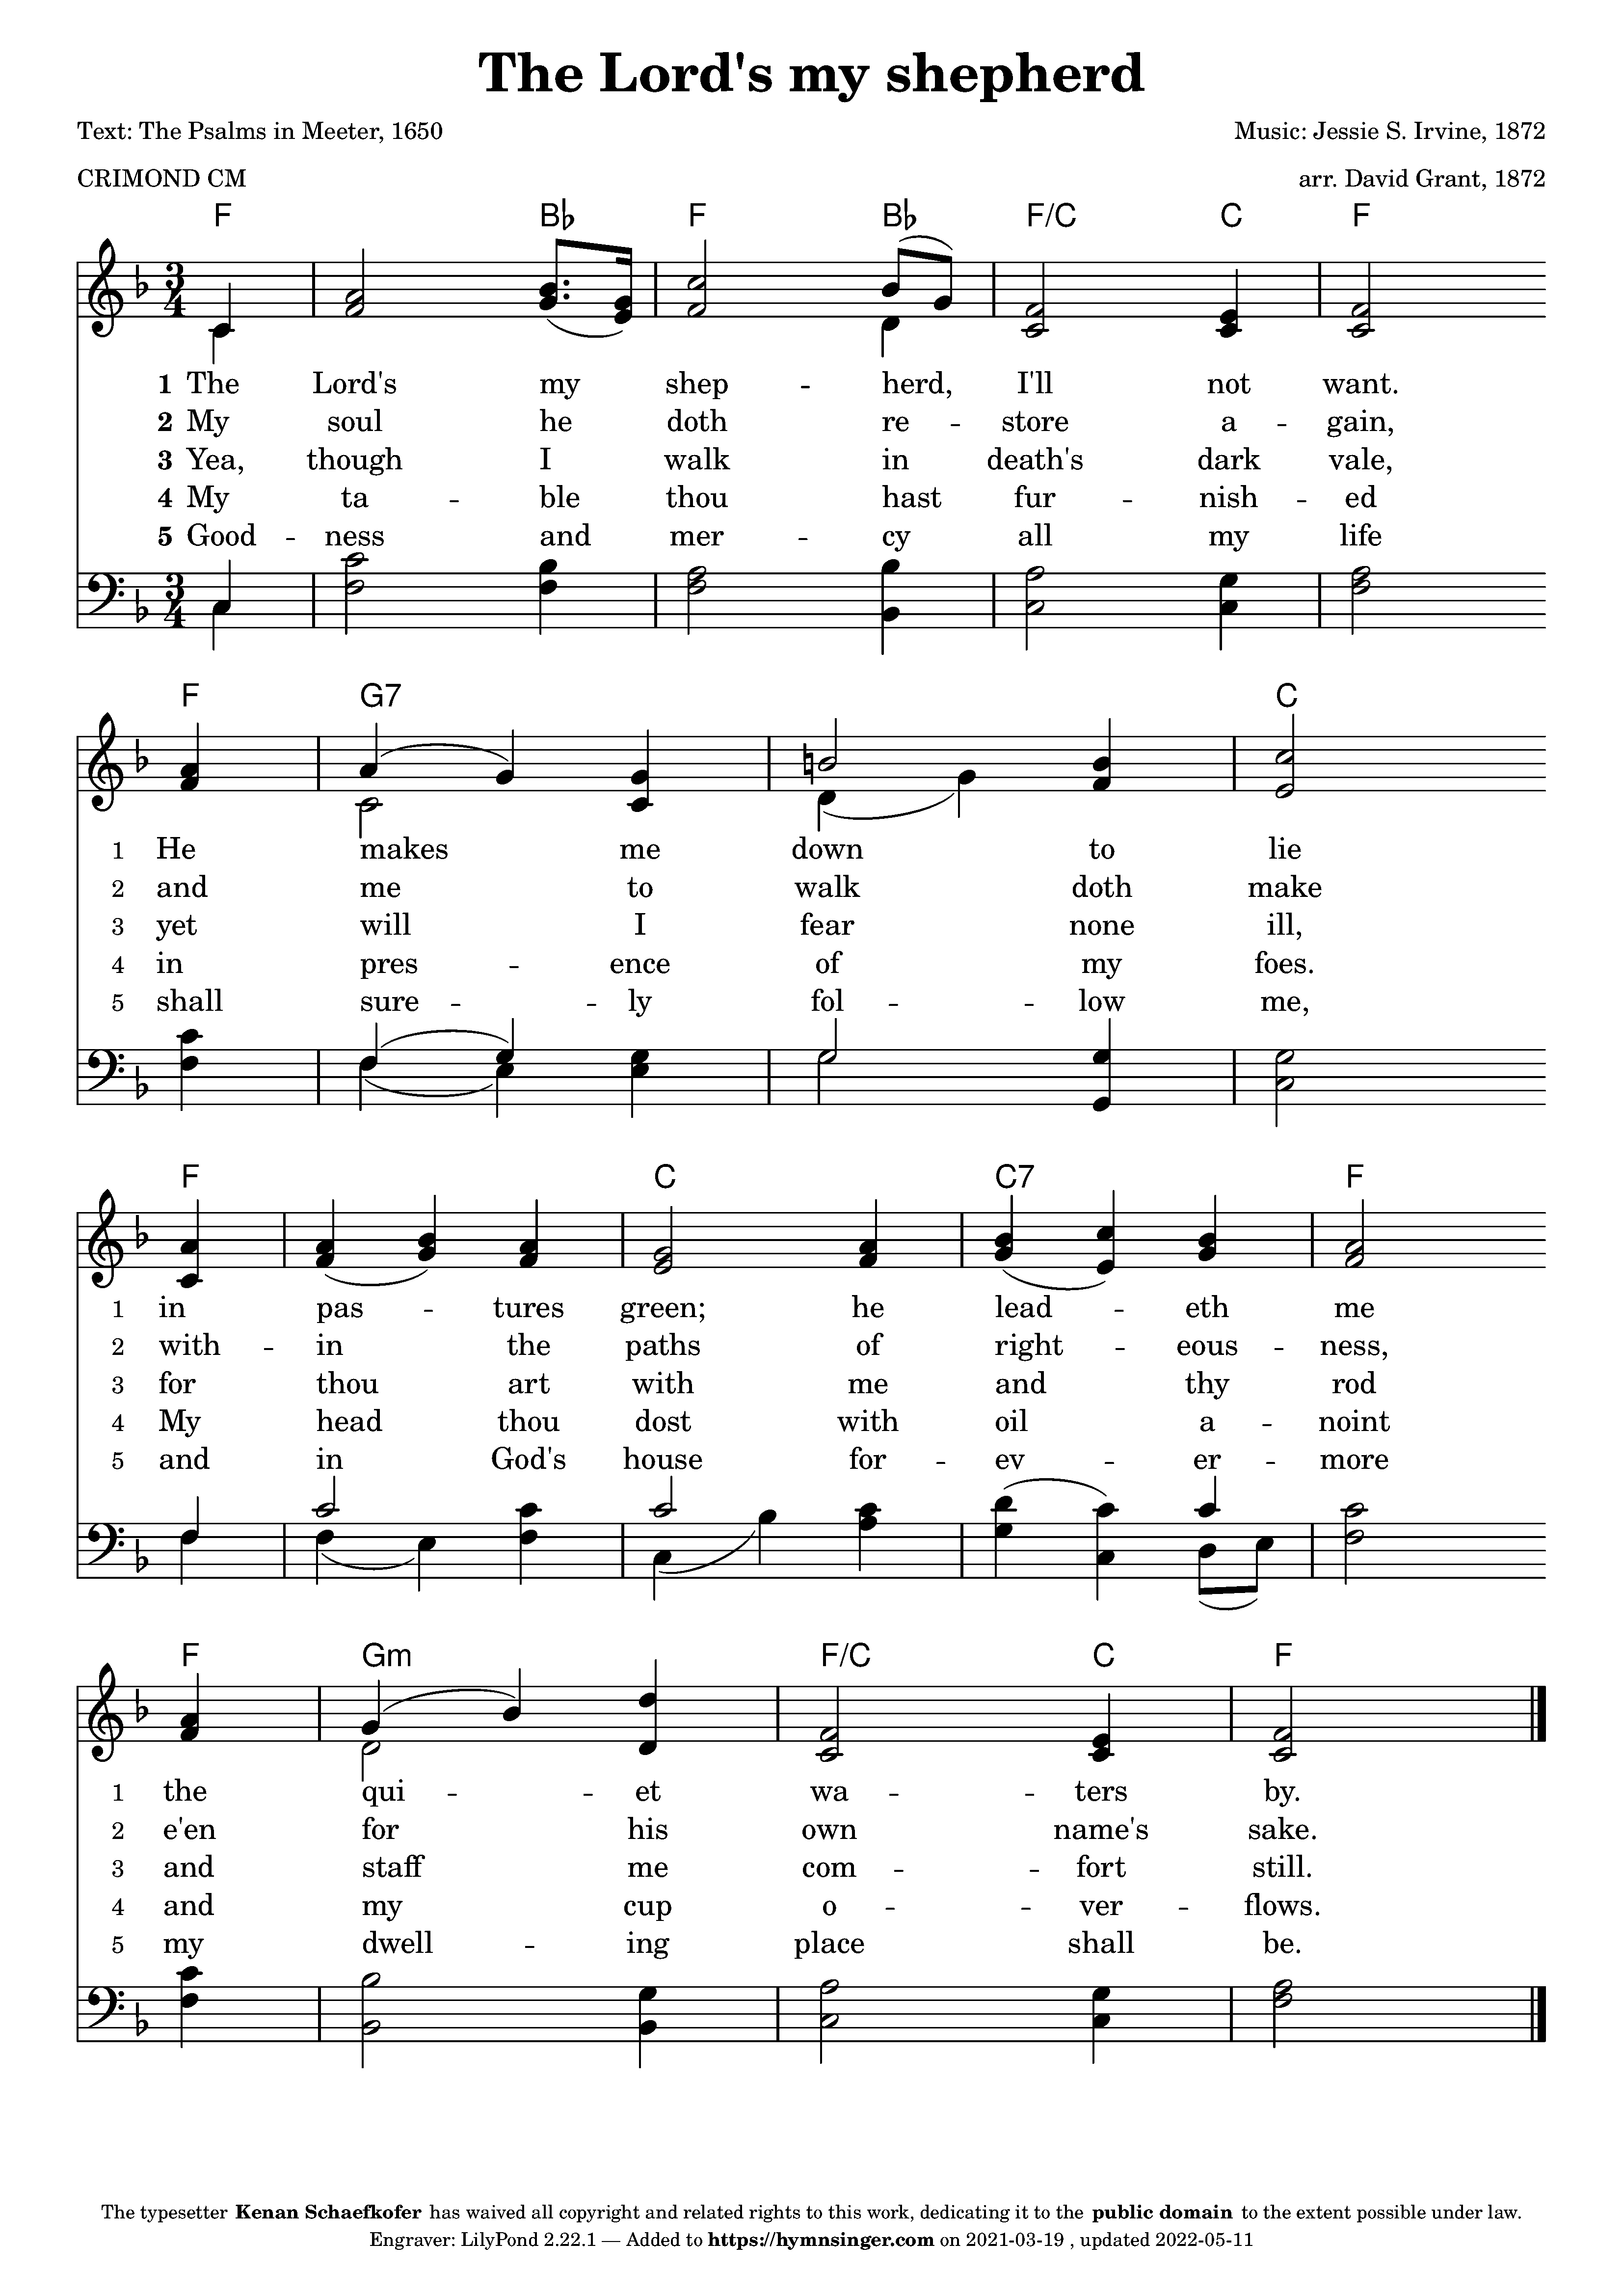 The Lord's my shepherd
Text: The Psalms in Meeter, 1650
Music: Jessie S. Irvine, 1872
CRIMOND CM
arr. David Grant, 1872
F B♭ F B♭ F/C C F
3 4
1 The Lord's my shep - herd, I'll not want.
2 My soul he doth re - store a - gain,
3 Yea, though I walk in death's dark vale,
4 My ta - ble thou hast fur - nish - ed
5 Good - ness and mer - cy all my life
3 4
F G7 C
1 He makes me down to lie
2 and me to walk doth make
3 yet will I fear none ill,
4 in pres - ence of my foes.
5 shall sure - ly fol - low me,
F C C7 F
1 in pas - tures green; he lead - eth me
2 with - in the paths of right - eous - ness,
3 for thou art with me and thy rod
4 My head thou dost with oil a - noint
5 and in God's house for - ev - er - more
F Gm F/C C F
1 the qui - et wa - ters by.
2 e'en for his own name's sake.
3 and staff me com - fort still.
4 and my cup o - ver - flows.
5 my dwell - ing place shall be.
The typesetter Kenan Schaefkofer has waived all copyright and related rights to this work, dedicating it to the public domain to the extent possible under law.
Engraver: LilyPond 2.22.1 — Added to https://hymnsinger.com on 2021-03-19 , updated 2022-05-11